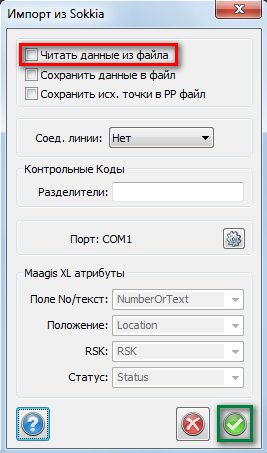 Импорт из Sokkia
Читать данные из файла
Сохранить данные в файл
Сохранить исх. точки в PP файл
Соед. линии: Нет
Контрольные Коды
Разделители:
Порт: COM1
Maagis XL атрибуты
Поле No/текст: NumberOrText
Положение: Location
RSK: RSK
Статус: Status
?